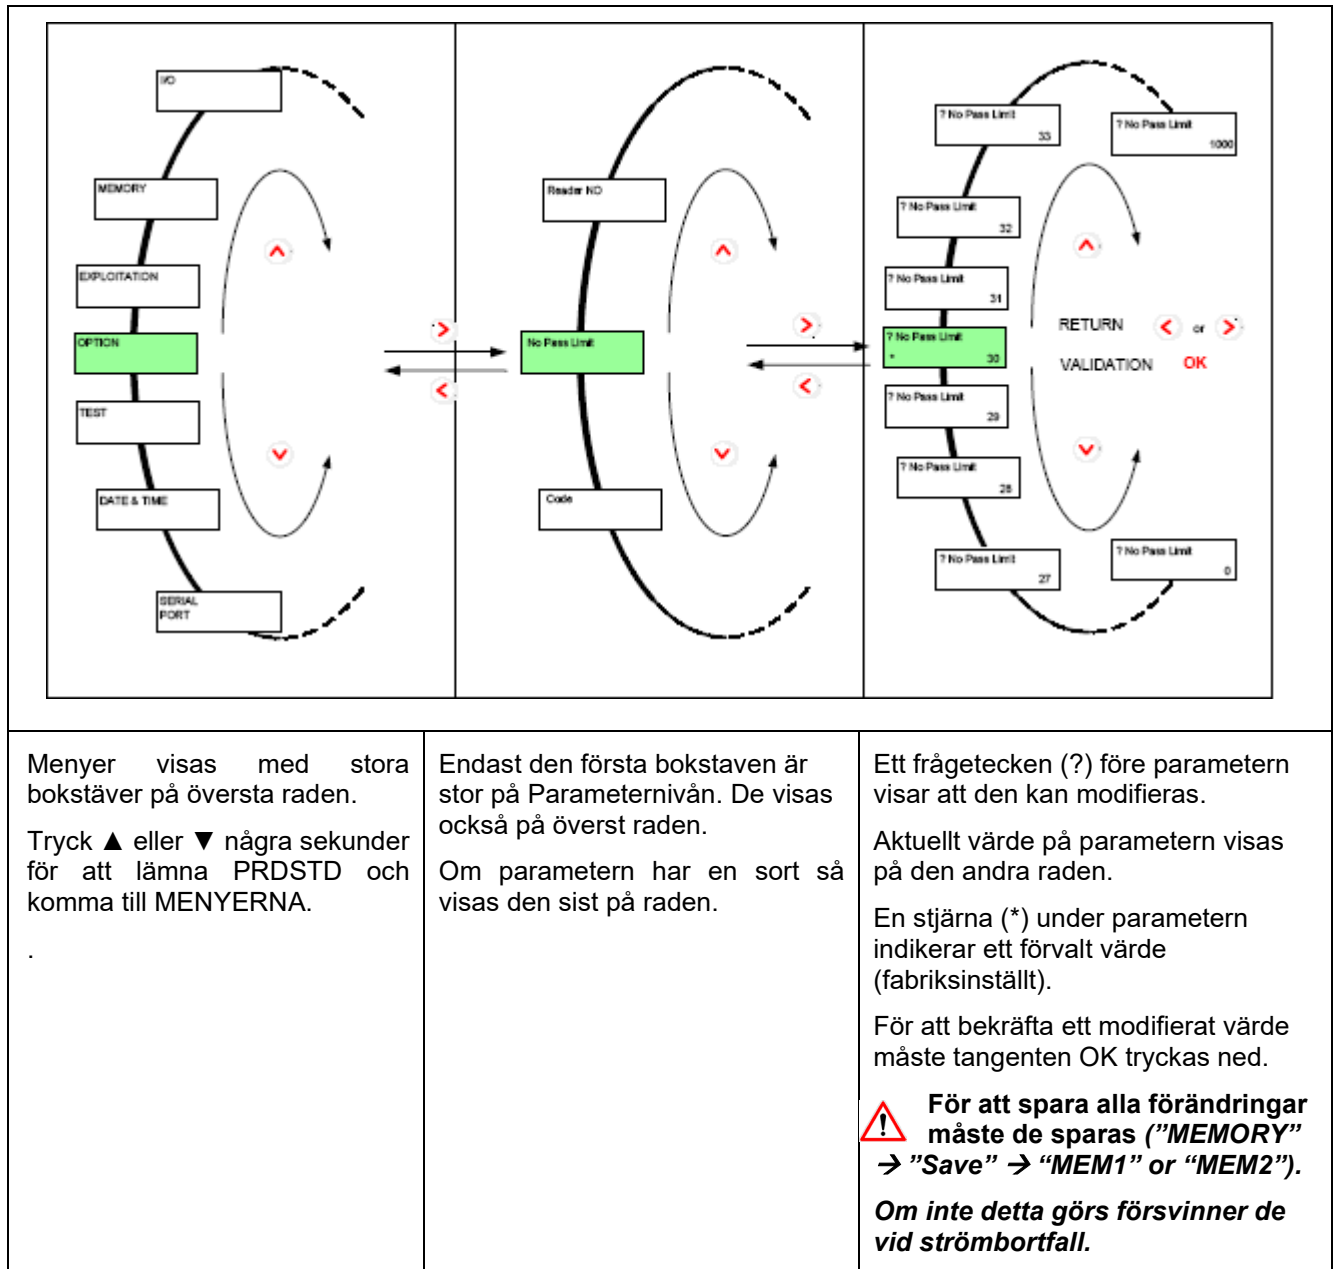 I/O
MEMORY
EXPLOITATION
OPTION
TEST
DATE & TIME
SERIAL
PORT
Reader NO
No Pass Limit
Code
? No Pass Limit
33
? No Pass Limit
1000
? No Pass Limit
32
? No Pass Limit
31
? No Pass Limit
* 30
? No Pass Limit
29
? No Pass Limit
28
? No Pass Limit
27
? No Pass Limit
0
RETURN < or >
VALIDATION OK
Menyer visas med stora
bokstäver på översta raden.
Tryck ▲ eller ▼ några sekunder
för att lämna PRDSTD och
komma till MENYERNA.
.
Endast den första bokstaven är
stor på Parameternivån. De visas
också på överst raden.
Om parametern har en sort så
visas den sist på raden.
Ett frågetecken (?) före parametern
visar att den kan modifieras.
Aktuellt värde på parametern visas
på den andra raden.
En stjärna (*) under parametern
indikerar ett förvalt värde
(fabriksinställt).
För att bekräfta ett modifierat värde
måste tangenten OK tryckas ned.
För att spara alla förändringar
måste de sparas (”MEMORY”
→ ”Save” → “MEM1” or “MEM2”).
Om inte detta görs försvinner de
vid strömbortfall.